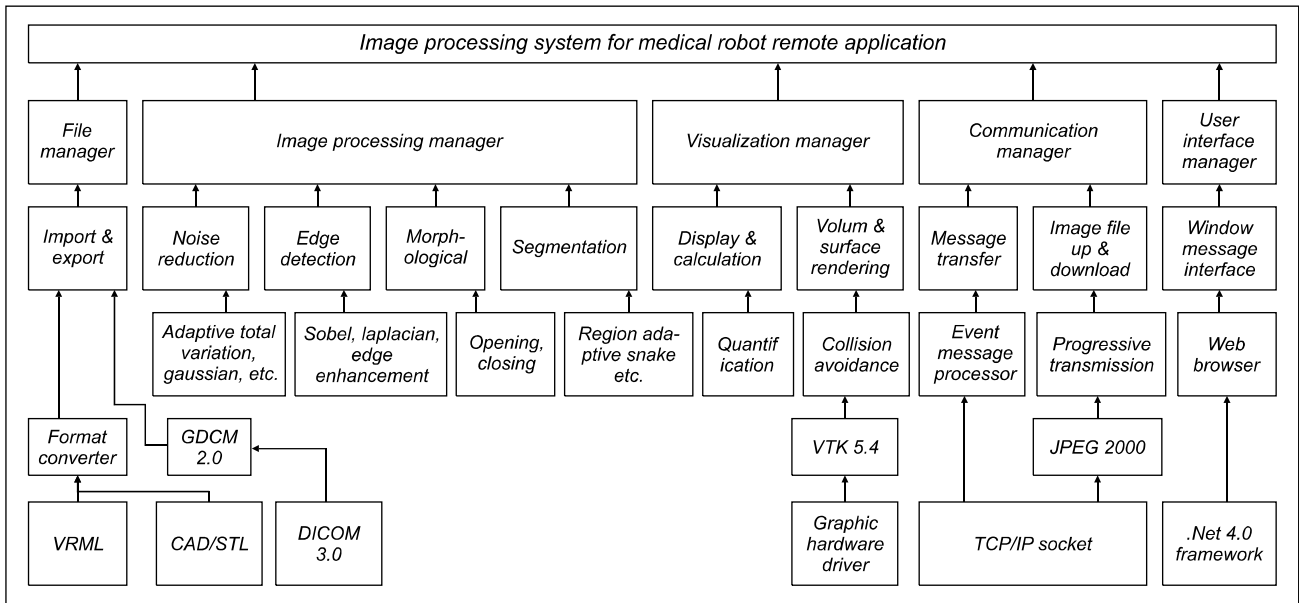 Image processing system for medical robot remote application
File
manager
Image processing manager
Visualization manager
Communication
manager
User
interface
manager
Import &
export
Noise
reduction
Edge
detection
Morph-
ological
Segmentation
Display &
calculation
Volum &
surface
rendering
Message
transfer
Image file
up &
download
Window
message
interface
Adaptive total
variation,
gaussian, etc.
Sobel, laplacian,
edge
enhancement
Opening,
closing
Region ada-
ptive snake
etc.
Quantif
ication
Collision
avoidance
Event
message
processor
Progressive
transmission
Web
browser
Format
converter
GDCM
2.0
VTK 5.4
JPEG 2000
VRML
CAD/STL
DICOM
3.0
Graphic
hardware
driver
TCP/IP socket
.Net 4.0
framework